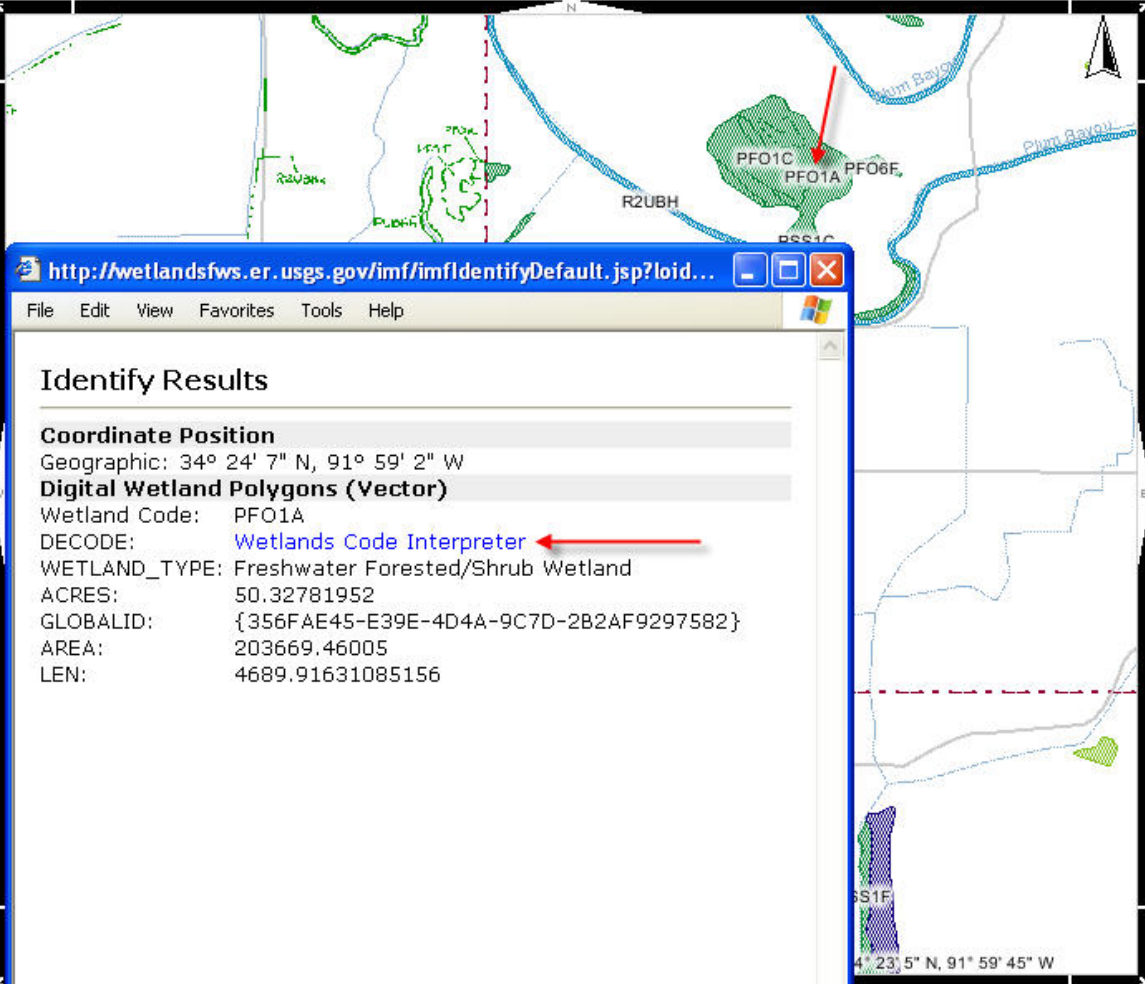 N
Plum Bayou
Plum Bayou
PFO1C
PFO1A
PFO6F
R2UBH
PSS1C
http://wetlandsfws.er.usgs.gov/imf/imfIdentifyDefault.jsp?loid...
File Edit View Favorites Tools Help
Identify Results
Coordinate Position
Geographic: 34º 24' 7" N, 91º 59' 2" W
Digital Wetland Polygons (Vector)
Wetland Code: PFO1A
DECODE: Wetlands Code Interpreter
WETLAND_TYPE: Freshwater Forested/Shrub Wetland
ACRES: 50.32781952
GLOBALID: {356FAE45-E39E-4D4A-9C7D-2B2AF9297582}
AREA: 203669.46005
LEN: 4689.91631085156
SS1F
4° 23' 5" N, 91° 59' 45" W